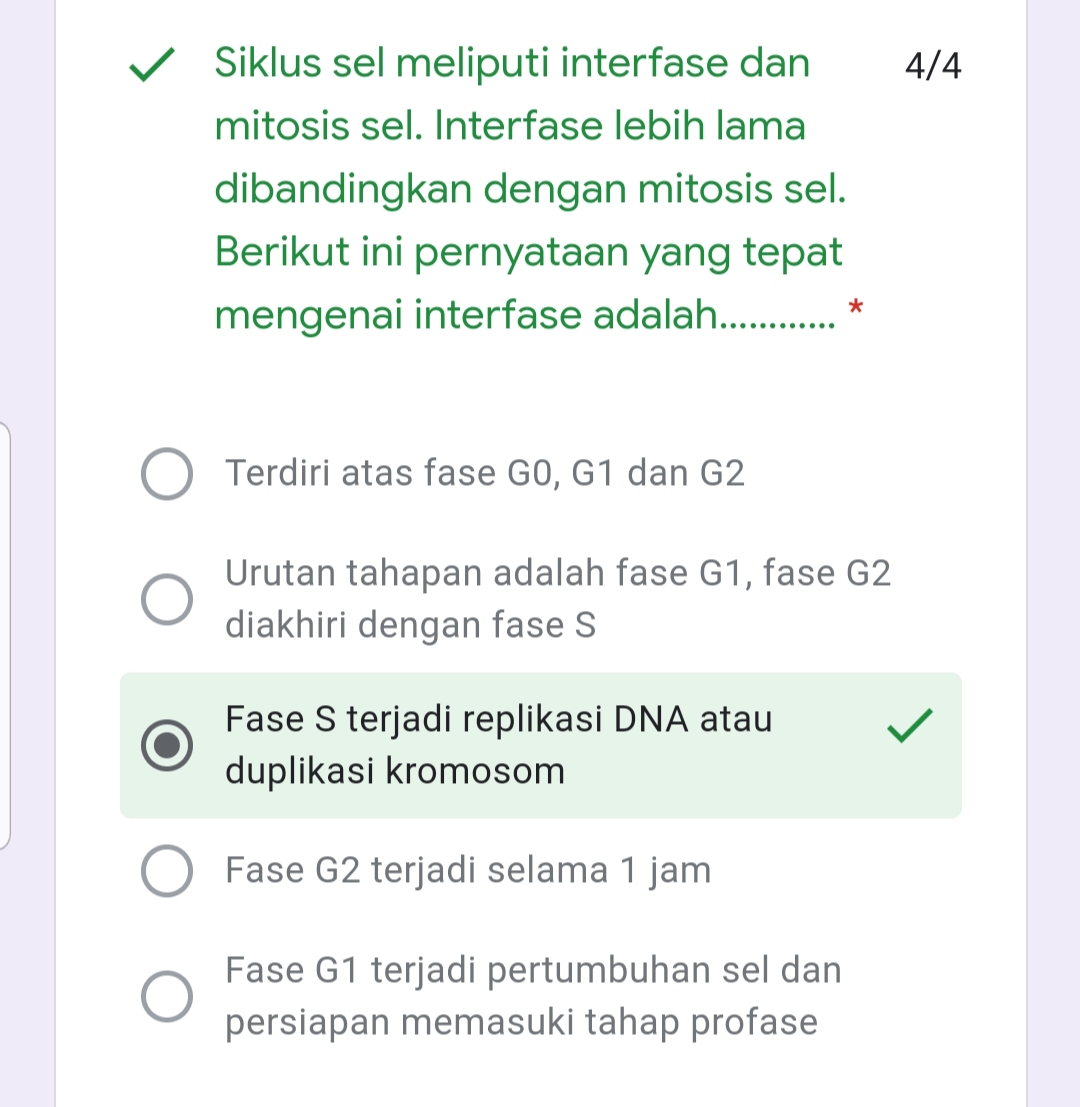 Siklus sel meliputi interfase dan 4/4
mitosis sel. Interfase lebih lama
dibandingkan dengan mitosis sel.
Berikut ini pernyataan yang tepat
mengenai interfase adalah............ *
Terdiri atas fase G0, G1 dan G2
Urutan tahapan adalah fase G1, fase G2
diakhiri dengan fase S
Fase S terjadi replikasi DNA atau
duplikasi kromosom
Fase G2 terjadi selama 1 jam
Fase G1 terjadi pertumbuhan sel dan
persiapan memasuki tahap profase